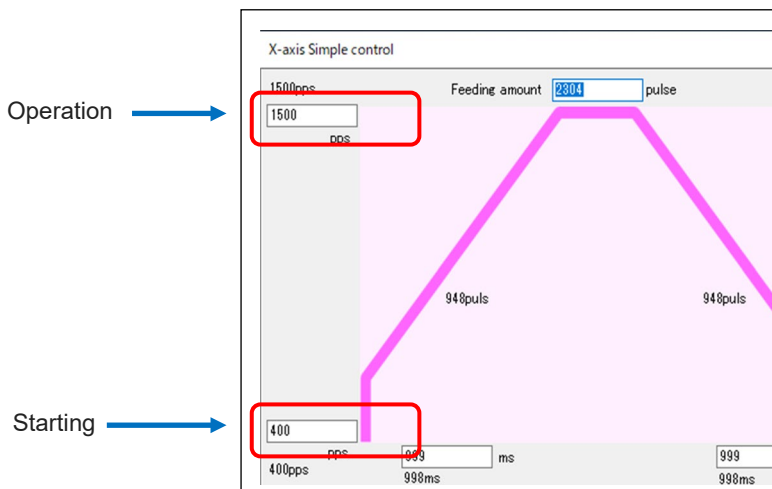 X-axis Simple control
1500pps Feeding amount 2304 pulse
Operation
1500
pps
948puls 948puls
Starting
400
pps 999 ms 999
400pps 998ms 998ms